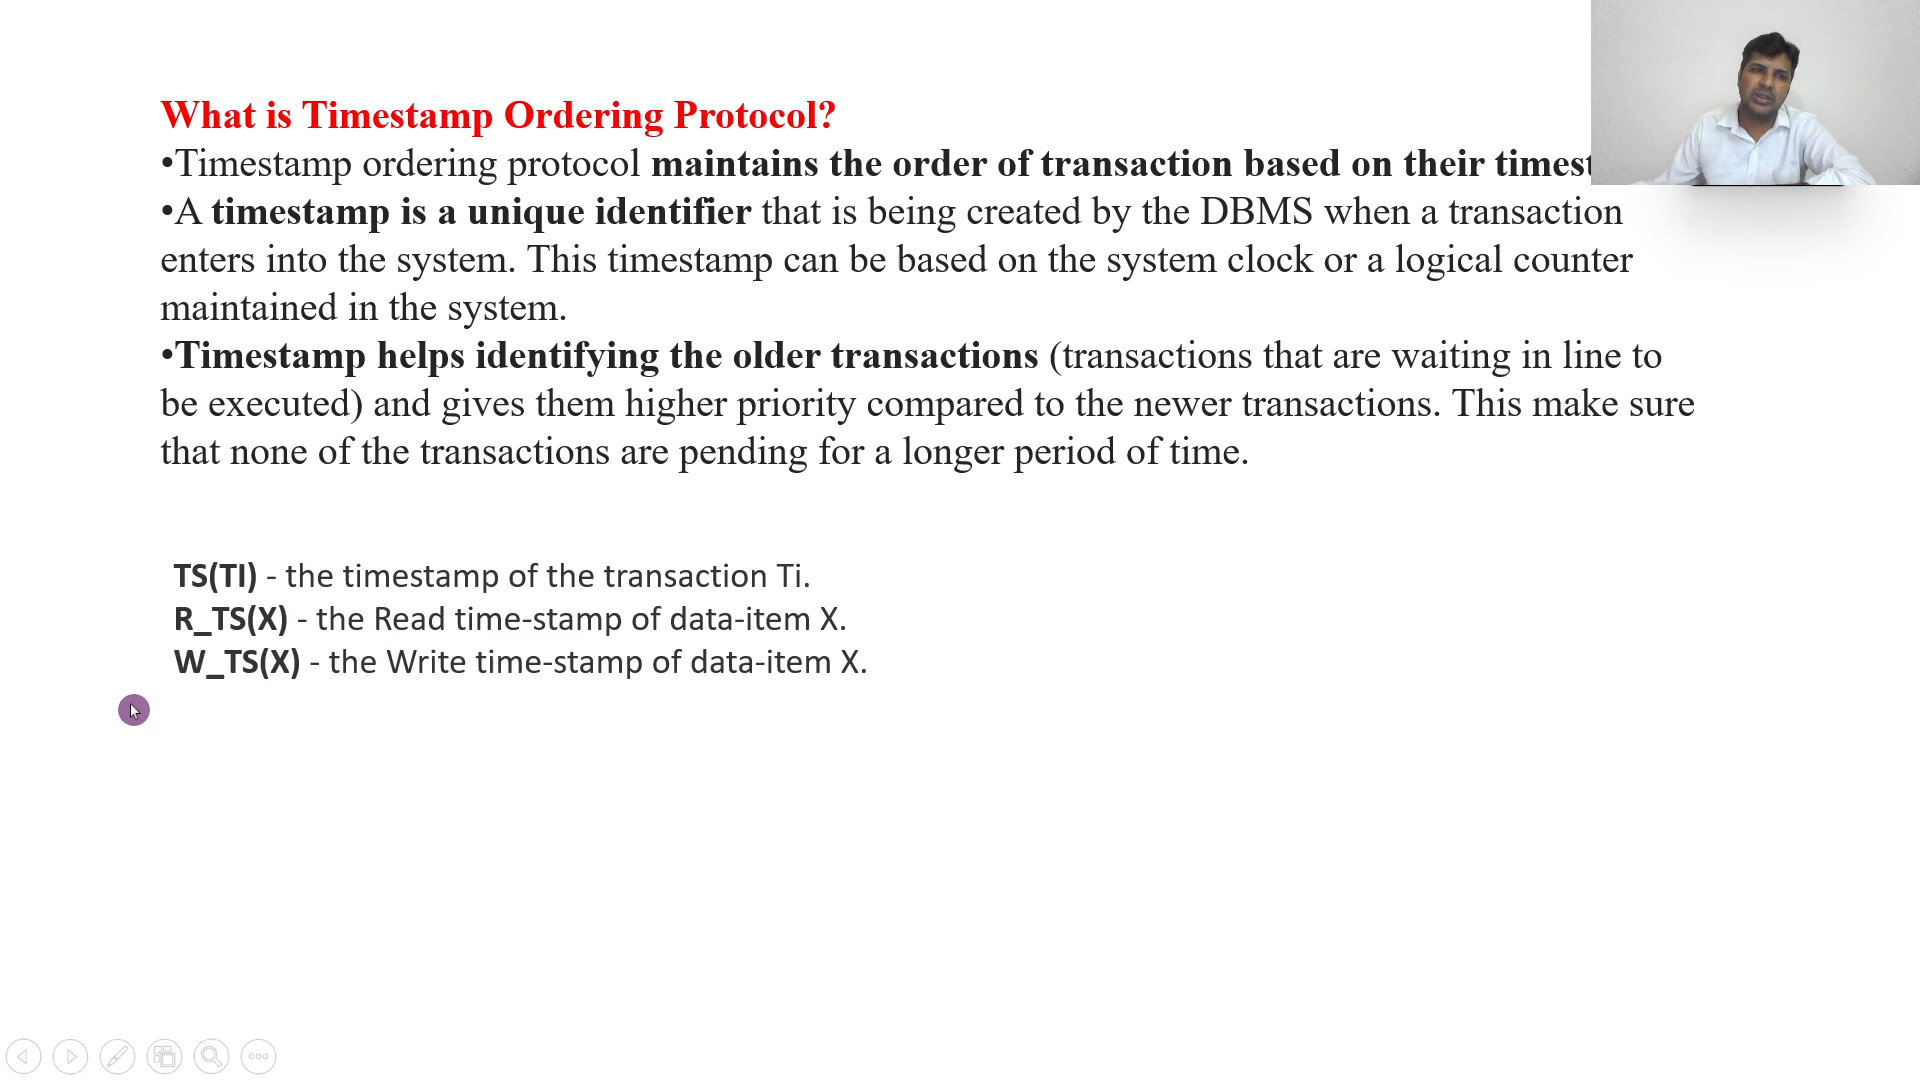 What is Timestamp Ordering Protocol?
•Timestamp ordering protocol maintains the order of transaction based on their
•A timestamp is a unique identifier that is being created by the DBMS when a transaction
enters into the system. This timestamp can be based on the system clock or a logical counter
maintained in the system.
•Timestamp helps identifying the older transactions (transactions that are waiting in line to
be executed) and gives them higher priority compared to the newer transactions. This make sure
that none of the transactions are pending for a longer period of time.
TS(TI) - the timestamp of the transaction Ti.
R_TS(X) - the Read time-stamp of data-item X.
W_TS(X) - the Write time-stamp of data-item X.